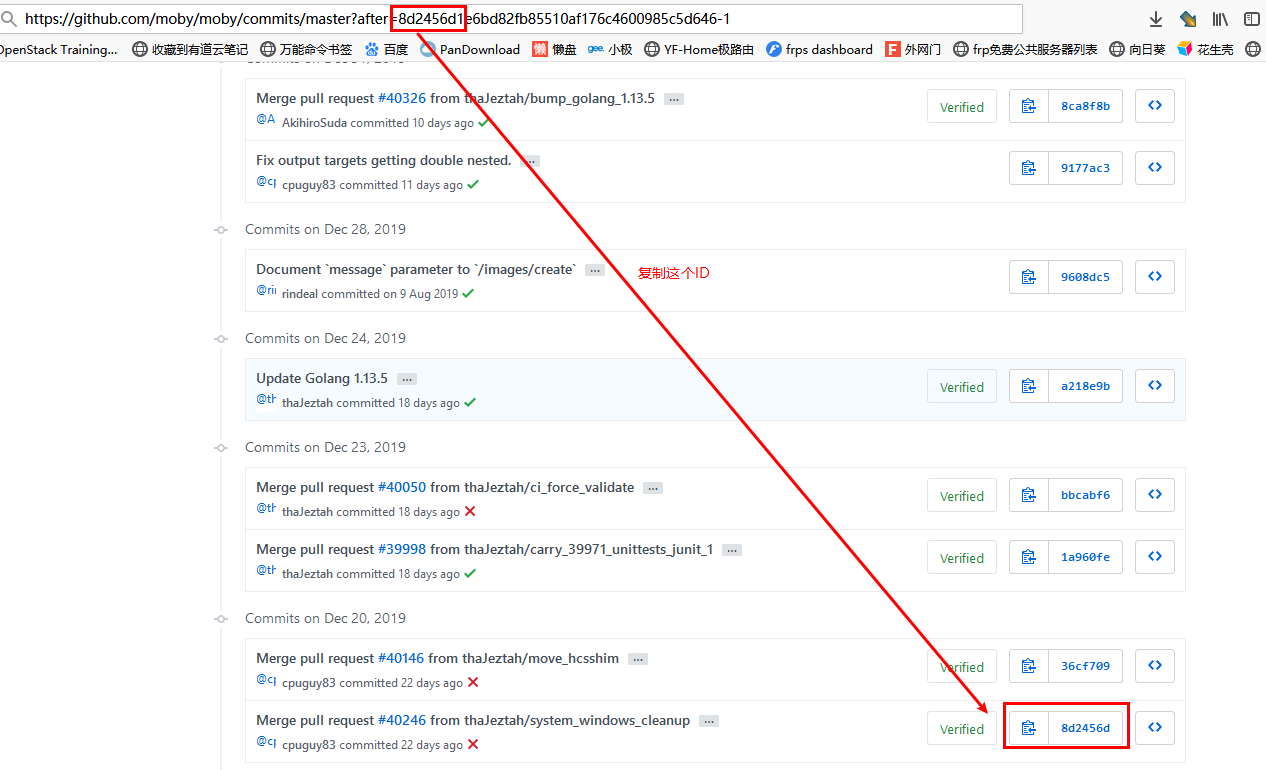 https://github.com/moby/moby/commits/master?after=8d2456d1e6bd82fb85510af176c4600985c5d646-1
OpenStack Training... 收藏到有道云笔记 万能命令书签 百度 PanDownload 懒 懒盘 gee. 小极 YF-Home极路由 frps dashboard F 外网门 frp免费公共服务器列表 向日葵 花生壳
Merge pull request #40326 from thaJeztah/bump_golang_1.13.5 ... Verified 8ca8f8b <>
@A AkihiroSuda committed 10 days ago
Fix output targets getting double nested. ... 9177ac3 <>
@cp cpuguy83 committed 11 days ago
Commits on Dec 28, 2019
Document `message` parameter to `/images/create` ... 复制这个ID 9608dc5 <>
@rin rindeal committed on 9 Aug 2019
Commits on Dec 24, 2019
Update Golang 1.13.5 ... Verified a218e9b <>
@th thaJeztah committed 18 days ago
Commits on Dec 23, 2019
Merge pull request #40050 from thaJeztah/ci_force_validate ... Verified bbcabf6 <>
@th thaJeztah committed 18 days ago
Merge pull request #39998 from thaJeztah/carry_39971_unittests_junit_1 ... Verified 1a960fe <>
@th thaJeztah committed 18 days ago
Commits on Dec 20, 2019
Merge pull request #40146 from thaJeztah/move_hcsshim ... Verified 36cf709 <>
@cp cpuguy83 committed 22 days ago
Merge pull request #40246 from thaJeztah/system_windows_cleanup ... Verified 8d2456d <>
@cp cpuguy83 committed 22 days ago